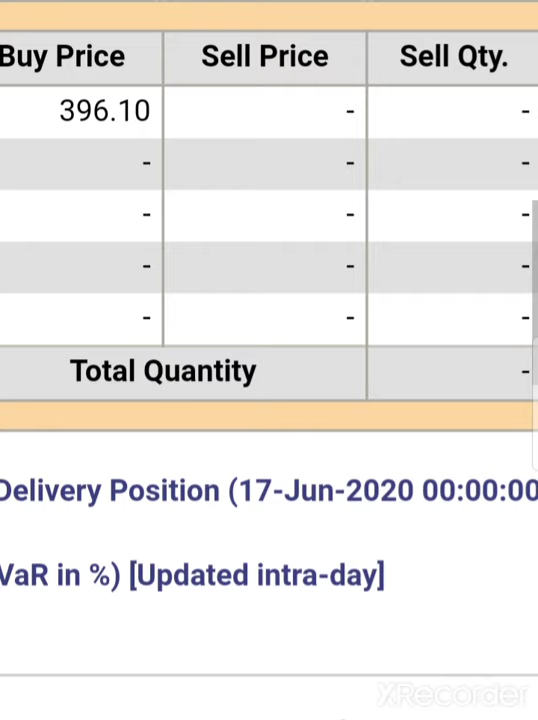 Buy Price Sell Price Sell Qty.
396.10 - -
- - -
- - -
- - -
- - -
Total Quantity -
Delivery Position (17-Jun-2020 00:00:00
VaR in %) [Updated intra-day]
XRecorder